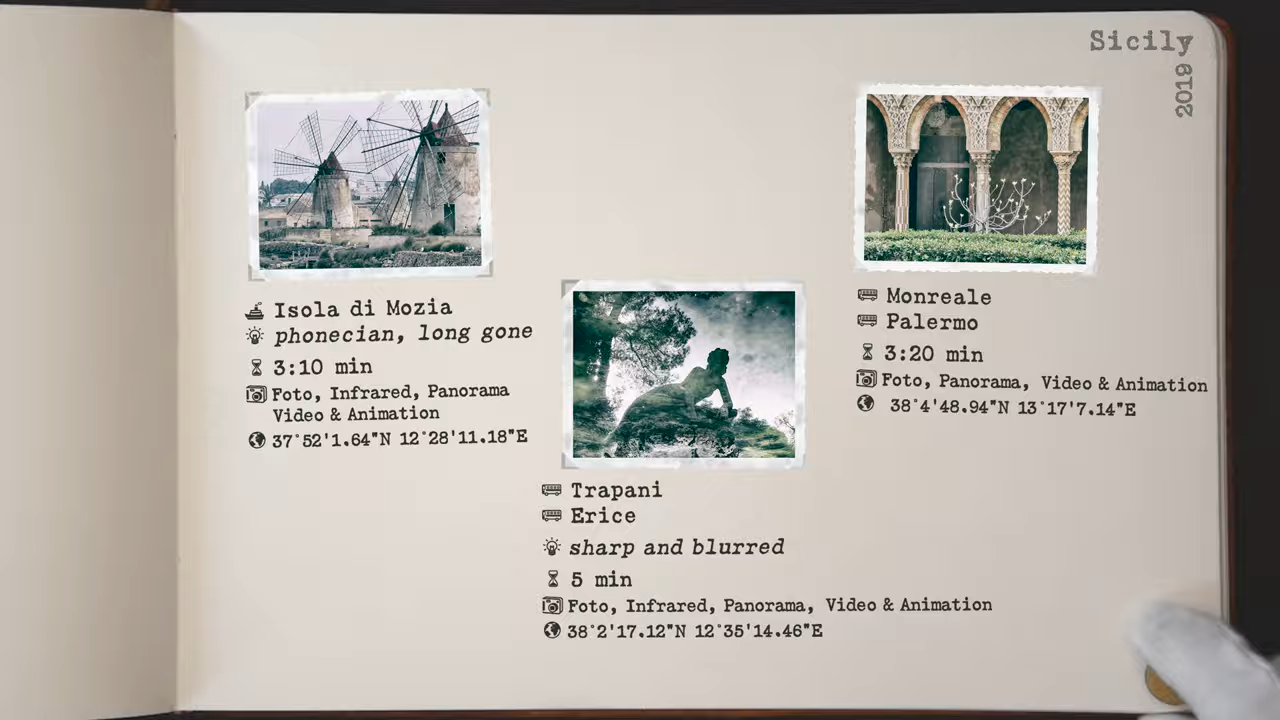 Sicily
2019
Isola di Mozia
phonecian, long gone
3:10 min
Foto, Infrared, Panorama
Video & Animation
37°52'1.64"N 12°28'11.18"E
Trapani
Erice
sharp and blurred
5 min
Foto, Infrared, Panorama, Video & Animation
38°2'17.12"N 12°35'14.46"E
Monreale
Palermo
3:20 min
Foto, Panorama, Video & Animation
38°4'48.94"N 13°17'7.14"E